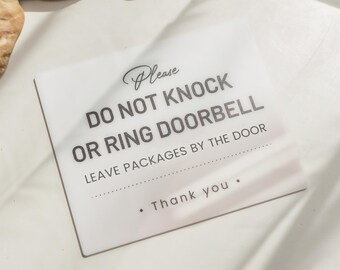 Please
DO NOT KNOCK
OR RING DOORBELL
LEAVE PACKAGES BY THE DOOR
• Thank you •